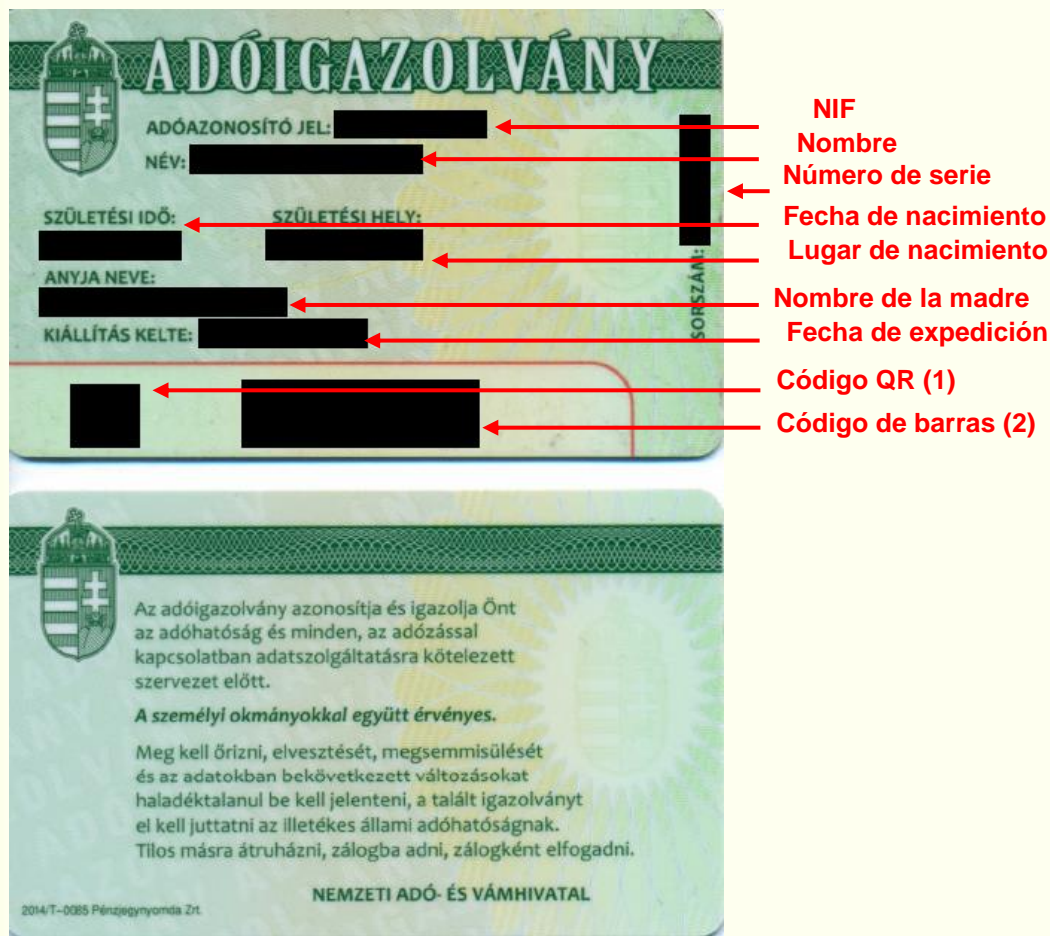 ADÓIGAZOLVÁNY
ADÓAZONOSÍTÓ JEL:
NÉV:
SZÜLETÉSI IDŐ:
SZÜLETÉSI HELY:
ANYJA NEVE:
KIÁLLÍTÁS KELTE:
SORSZÁM:
NIF
Nombre
Número de serie
Fecha de nacimiento
Lugar de nacimiento
Nombre de la madre
Fecha de expedición
Código QR (1)
Código de barras (2)
Az adóigazolvány azonosítja és igazolja Önt
az adóhatóság és minden, az adózással
kapcsolatban adatszolgáltatásra kötelezett
szervezet előtt.
A személyi okmányokkal együtt érvényes.
Meg kell őrizni, elvesztését, megsemmisülését
és az adatokban bekövetkezett változásokat
haladéktalanul be kell jelenteni, a talált igazolványt
el kell juttatni az illetékes állami adóhatóságnak.
Tilos másra átruházni, zálogba adni, zálogként elfogadni.
NEMZETI ADÓ- ÉS VÁMHIVATAL
2014/T-0085 Pénzjegynyomda Zrt.